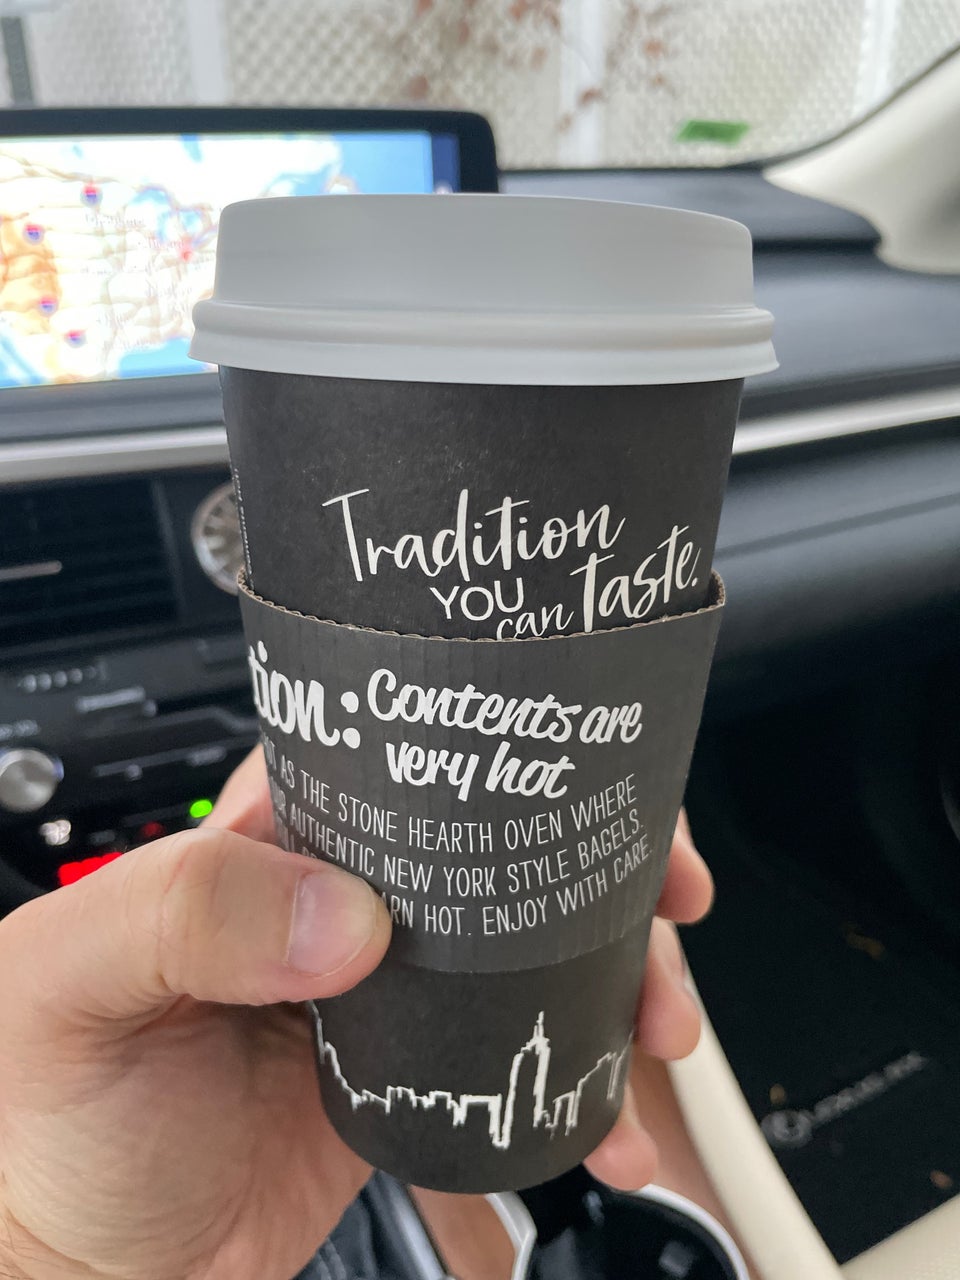 Tradition
YOU can taste.
tion: Contents are
very hot
AS THE STONE HEARTH OVEN WHERE
AUTHENTIC NEW YORK STYLE BAGELS.
HOT. ENJOY WITH CARE.